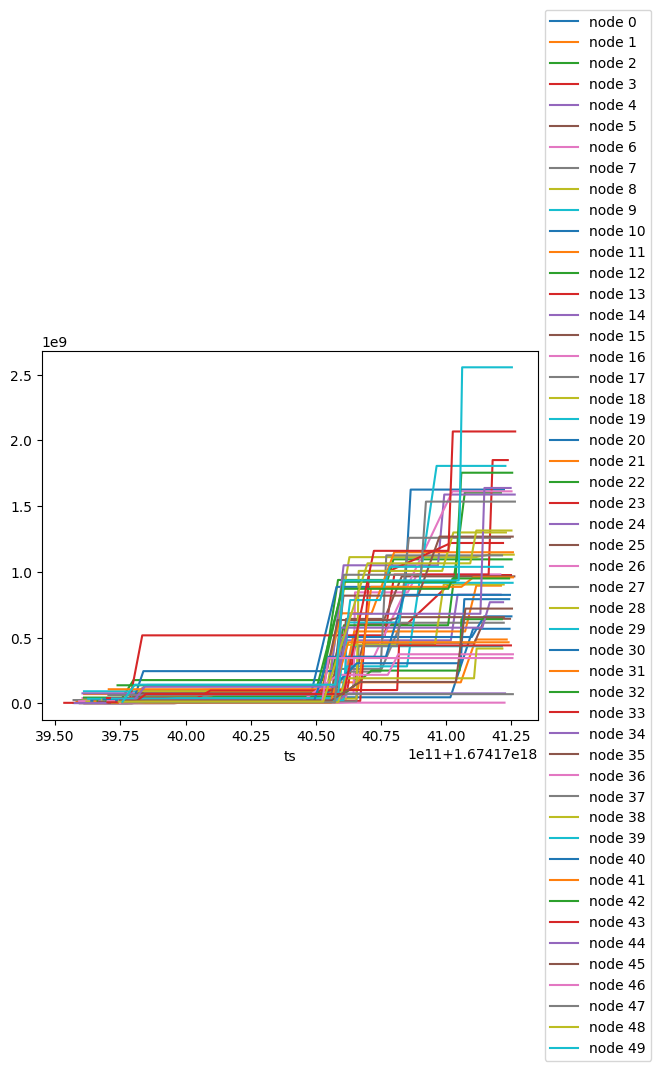 1e9
2.5
2.0
1.5
1.0
0.5
0.0
39.50 39.75 40.00 40.25 40.50 40.75 41.00 41.25
1e11+1.67417e18
ts
node 0
node 1
node 2
node 3
node 4
node 5
node 6
node 7
node 8
node 9
node 10
node 11
node 12
node 13
node 14
node 15
node 16
node 17
node 18
node 19
node 20
node 21
node 22
node 23
node 24
node 25
node 26
node 27
node 28
node 29
node 30
node 31
node 32
node 33
node 34
node 35
node 36
node 37
node 38
node 39
node 40
node 41
node 42
node 43
node 44
node 45
node 46
node 47
node 48
node 49